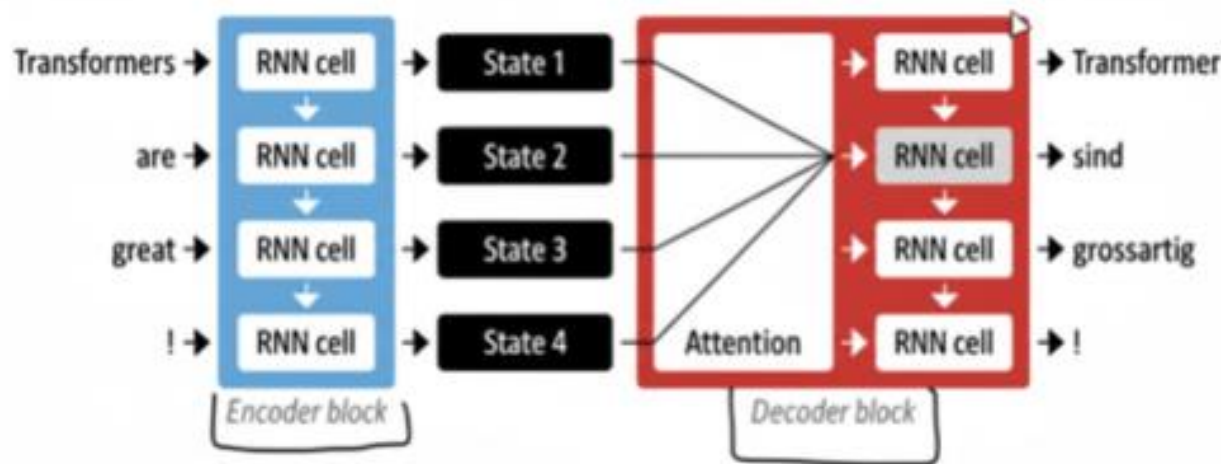 Transformers RNN cell State 1 RNN cell Transformer
are RNN cell State 2 RNN cell sind
great RNN cell State 3 RNN cell grossartig
! RNN cell State 4 Attention RNN cell !
Encoder block Decoder block